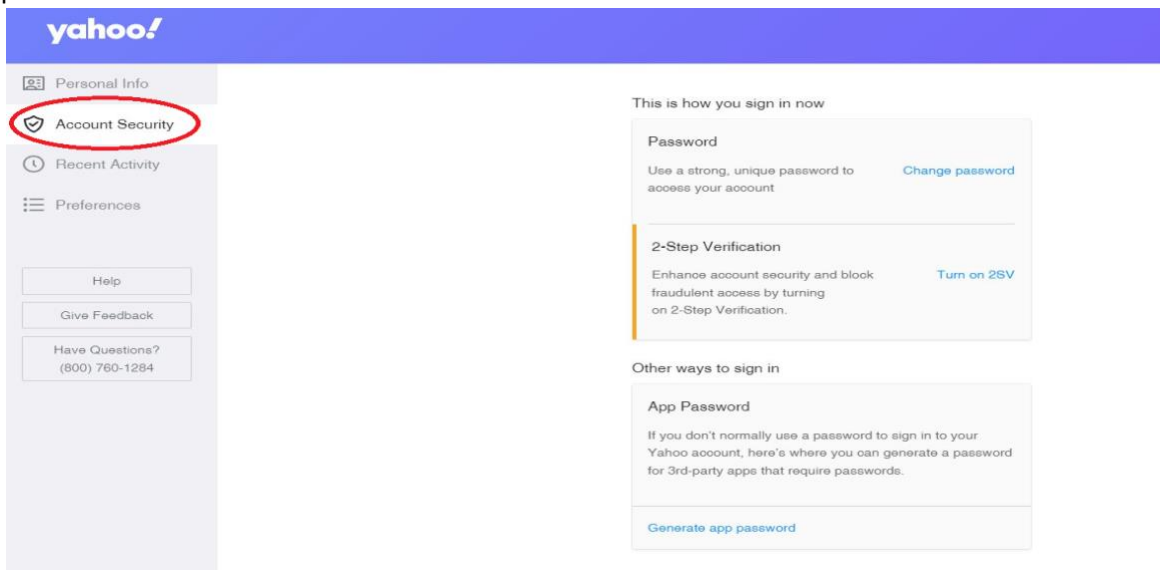 yahoo!
Personal Info
Account Security
Recent Activity
Preferences
Help
Give Feedback
Have Questions?
(800) 760-1284
This is how you sign in now
Password
Use a strong, unique password to
access your account
Change password
2-Step Verification
Enhance account security and block
fraudulent access by turning
on 2-Step Verification.
Turn on 2SV
Other ways to sign in
App Password
If you don't normally use a password to sign in to your
Yahoo account, here's where you can generate a password
for 3rd-party apps that require passwords.
Generate app password